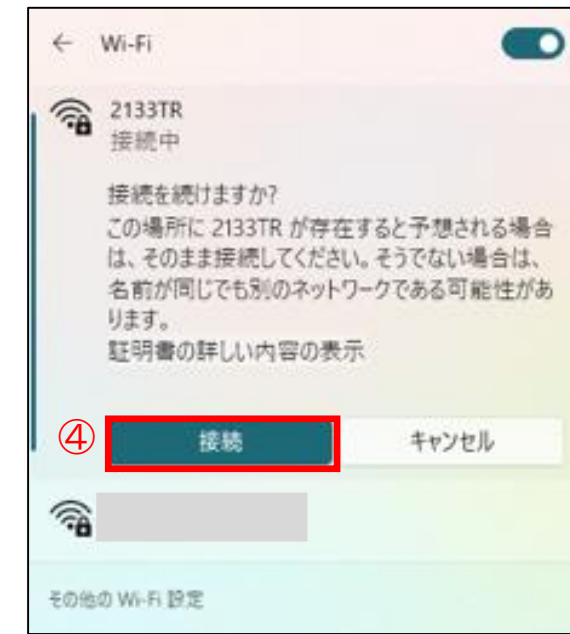 ← Wi-Fi
2133TR
接続中
接続を続けますか?
この場所に 2133TR が存在すると予想される場合
は、そのまま接続してください。そうでない場合は、
名前が同じでも別のネットワークである可能性があ
ります。
証明書の詳しい内容の表示
④ 接続 キャンセル
その他の Wi-Fi 設定